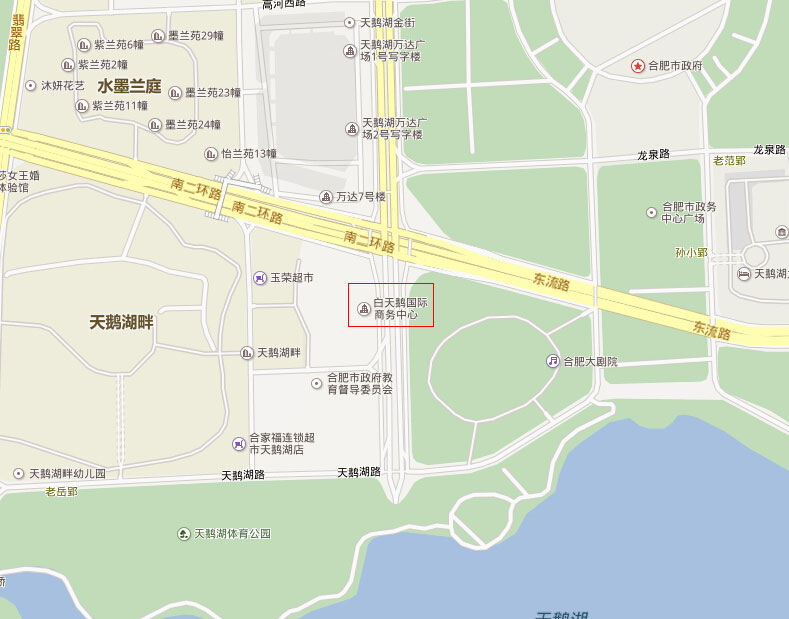 高河西路
翡翠路
天鹅湖金街
墨兰苑29幢
紫兰苑6幢
天鹅湖万达广
场1号写字楼
紫兰苑2幢
合肥市政府
沐妍花艺
水墨兰庭
墨兰苑23幢
紫兰苑11幢
墨兰苑24幢
天鹅湖万达广
场2号写字楼
怡兰苑13幢
龙泉路
龙泉路
老范郢
莎女王婚
体验馆
南二环路
万达7号楼
南二环路
合肥市政务
中心广场
南二环路
孙小郢
玉荣超市
东流路
天鹅湖大
白天鹅国际
商务中心
天鹅湖畔
东流路
天鹅湖畔
合肥大剧院
合肥市政府教
育督导委员会
合家福连锁超
市天鹅湖店
天鹅湖畔幼儿园
天鹅湖路
天鹅湖路
老岳郢
天鹅湖体育公园
天鹅湖